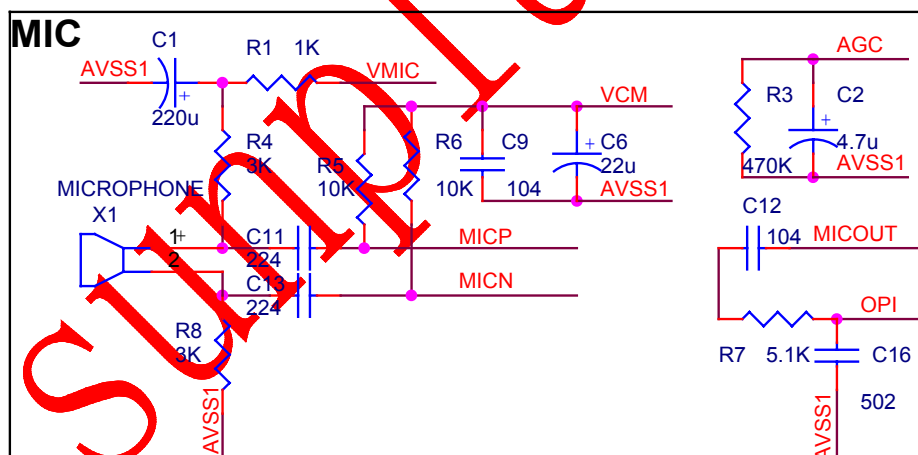 MIC
C1
R1 1K
AGC
AVSS1
VMIC
R3
C2
VCM
220u
4.7u
R4
R6
C9
C6
3K
R5
22u
470K
AVSS1
MICROPHONE
10K
10K
104
AVSS1
X1
C12
1
C11
MICP
104
MICOUT
2
224
C13
MICN
224
OPI
R8
3K
R7
5.1K
C16
AVSS1
AVSS1
502